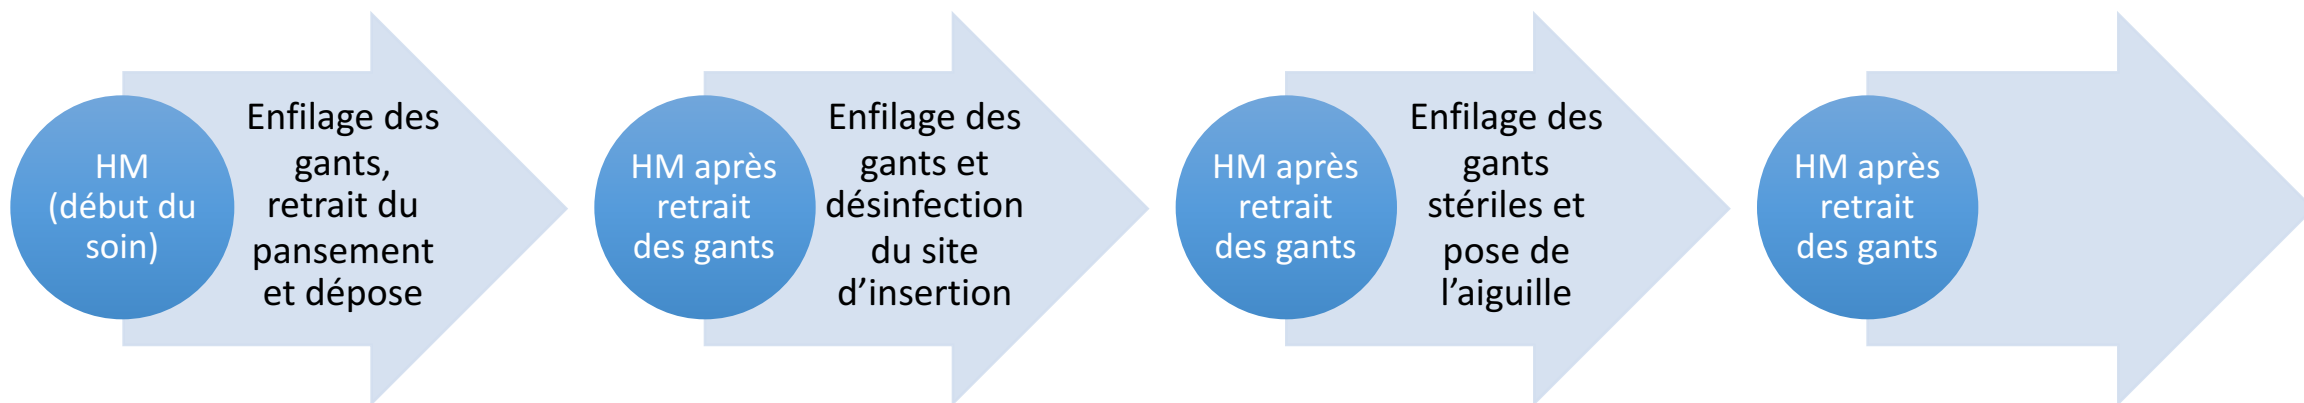 HM
(début du
soin)
Enfilage des
gants,
retrait du
pansement
et dépose
HM après
retrait
des gants
Enfilage des
gants et
désinfection
du site
d’insertion
HM après
retrait
des gants
Enfilage des
gants
stériles et
pose de
l’aiguille
HM après
retrait
des gants